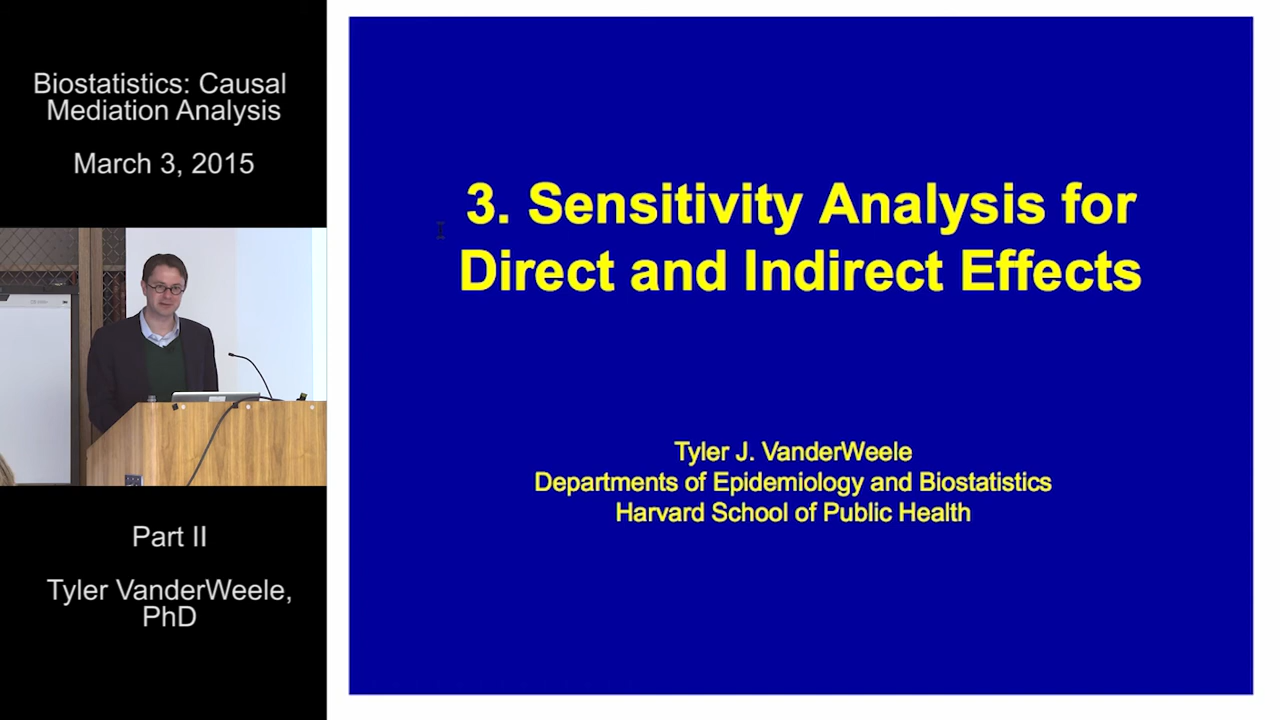 Biostatistics: Causal
Mediation Analysis
March 3, 2015
Part II
Tyler VanderWeele,
PhD
3. Sensitivity Analysis for
Direct and Indirect Effects
Tyler J. VanderWeele
Departments of Epidemiology and Biostatistics
Harvard School of Public Health